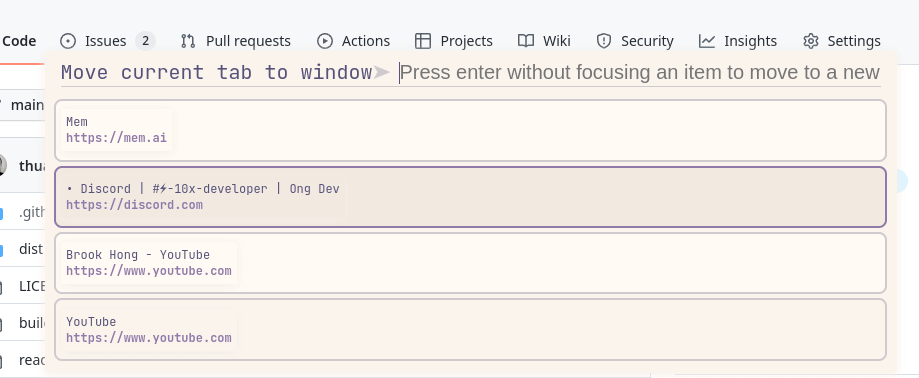 Code Issues 2 Pull requests Actions Projects Wiki Security Insights Settings
Move current tab to window➤ Press enter without focusing an item to move to a new
main
Mem
https://mem.ai
thua
• Discord | #⚡-10x-developer | Ong Dev
https://discord.com
.gith
dist
Brook Hong - YouTube
https://www.youtube.com
LICE
buil
YouTube
https://www.youtube.com
read